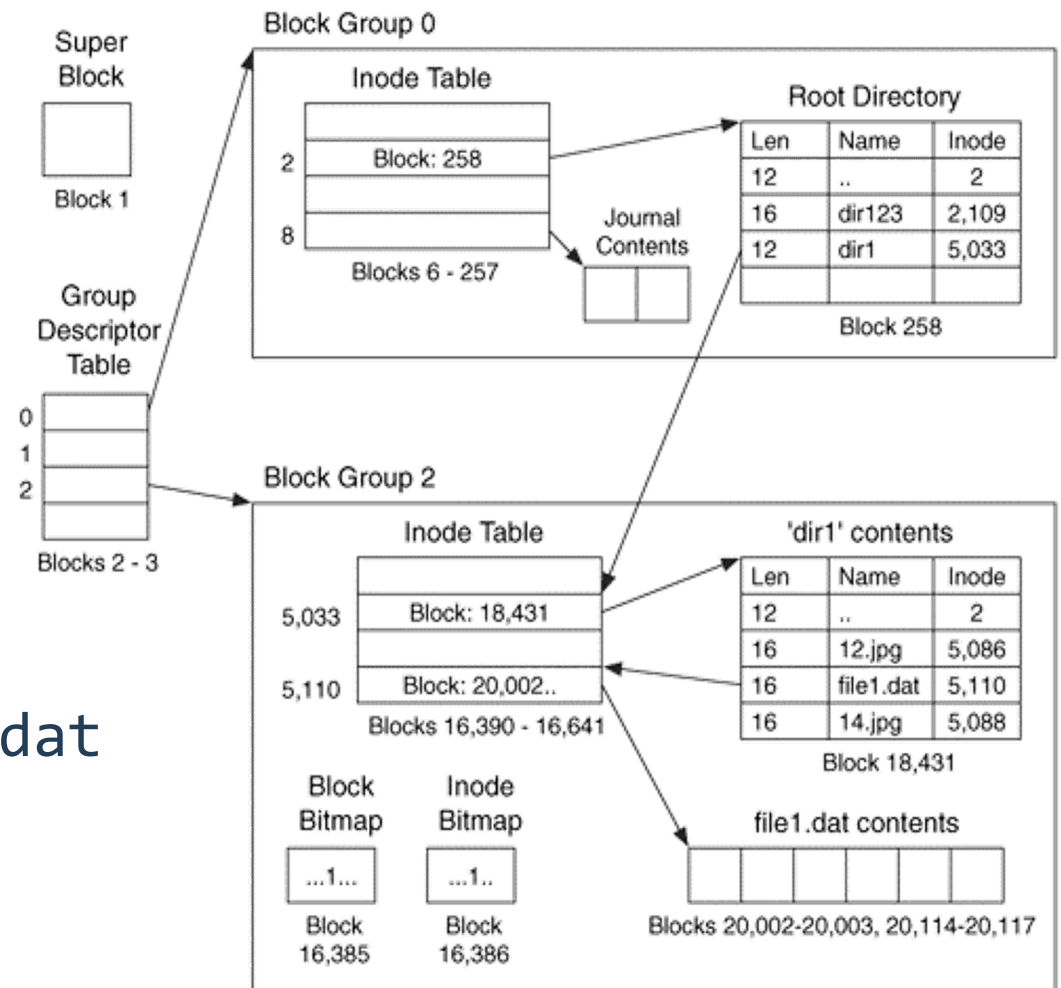 Super
Block
Block 1
Group
Descriptor
Table
0
1
2
Blocks 2 - 3
Block Group 0
Inode Table
2 Block: 258
8
Blocks 6 - 257
Journal
Contents
Root Directory
Len Name Inode
12 .. 2
16 dir123 2,109
12 dir1 5,033
Block 258
Block Group 2
Inode Table
5,033 Block: 18,431
5,110 Block: 20,002..
Blocks 16,390 - 16,641
'dir1' contents
Len Name Inode
12 .. 2
16 12.jpg 5,086
16 file1.dat 5,110
16 14.jpg 5,088
Block 18,431
dat
Block
Bitmap
...1...
Block
16,385
Inode
Bitmap
...1..
Block
16,386
file1.dat contents
Blocks 20,002-20,003, 20,114-20,117